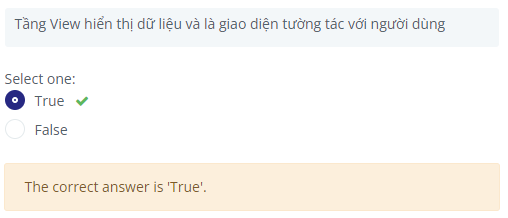 Tầng View hiển thị dữ liệu và là giao diện tường tác với người dùng
Select one:
True
False
The correct answer is 'True'.